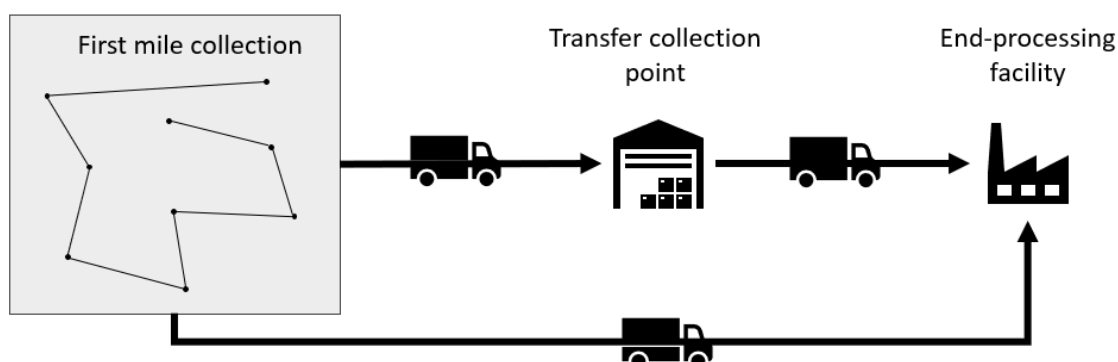 First mile collection
Transfer collection
point
End-processing
facility